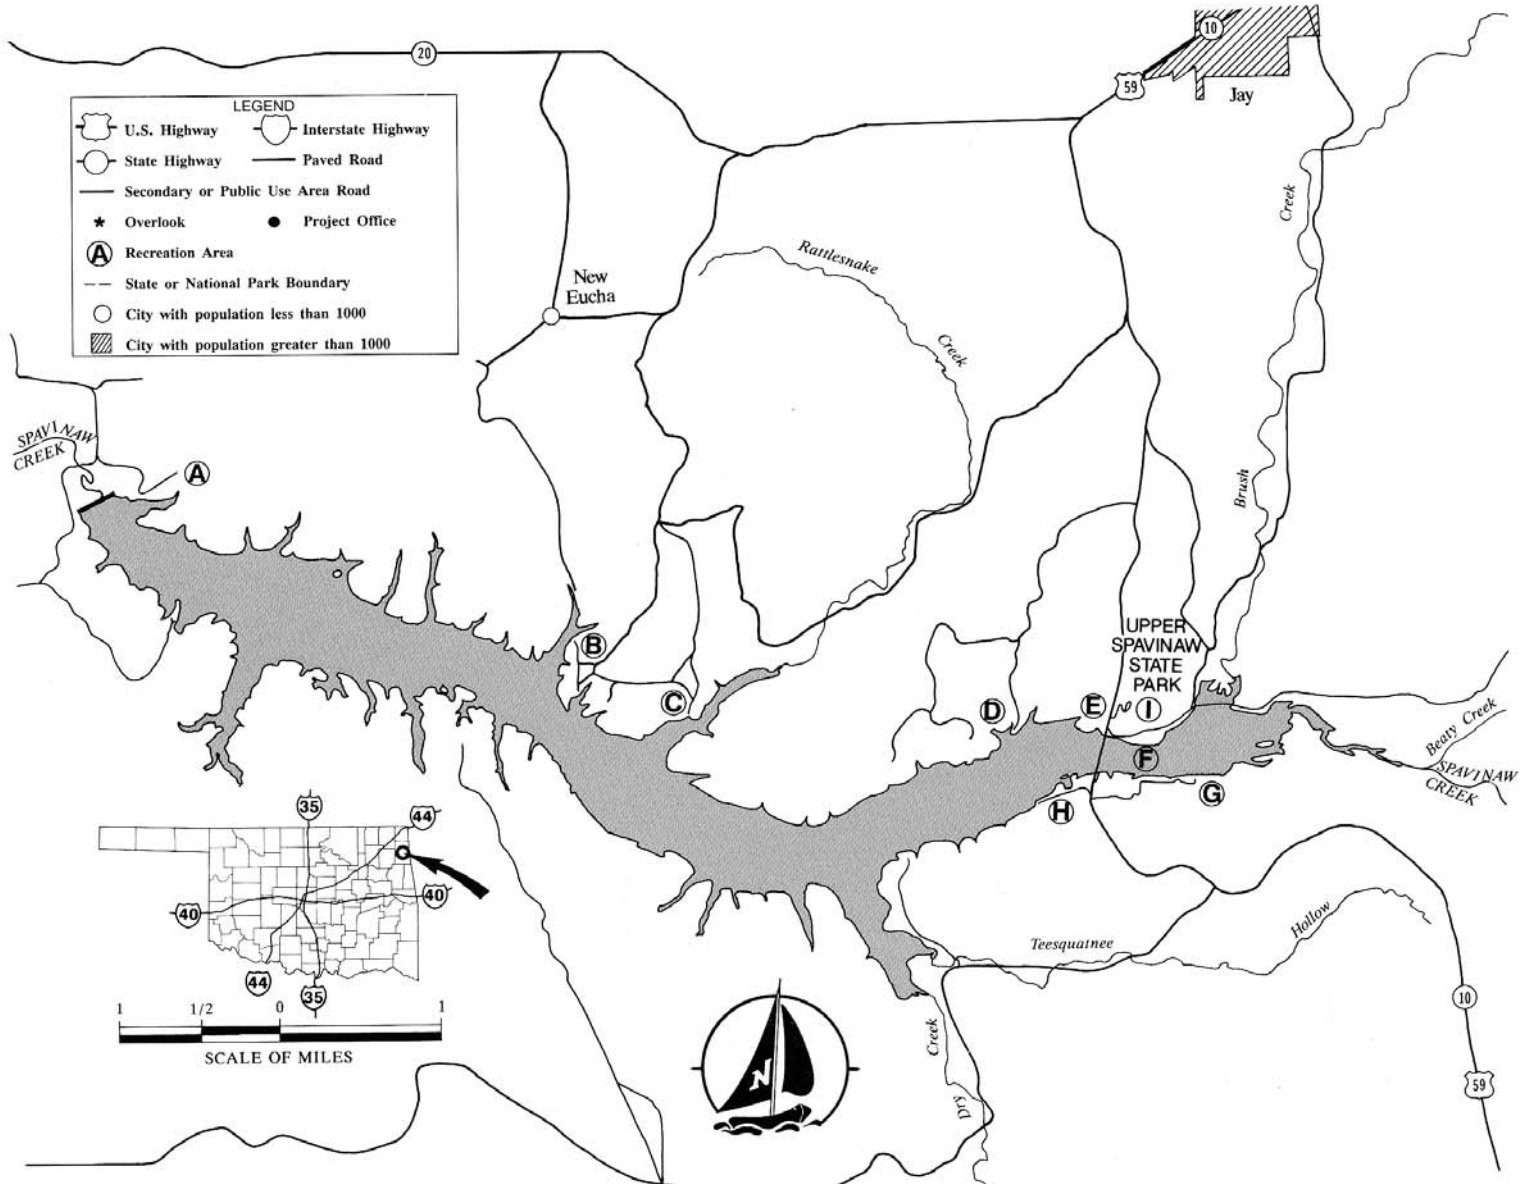 10
20
59
Jay
LEGEND
U.S. Highway
Interstate Highway
State Highway
Paved Road
Secondary or Public Use Area Road
Overlook
Project Office
A Recreation Area
State or National Park Boundary
City with population less than 1000
City with population greater than 1000
Creek
Rattlesnake
Creek
New
Eucha
SPAVINAW
CREEK
A
Brush
B
UPPER
SPAVINAW
STATE
PARK
C
D
E
I
F
G
H
Beaty Creek
SPAVINAW
CREEK
35
44
40
40
44
35
1
1/2
0
1
SCALE OF MILES
N
Teesquatnee
Hollow
Creek
Dry
10
59